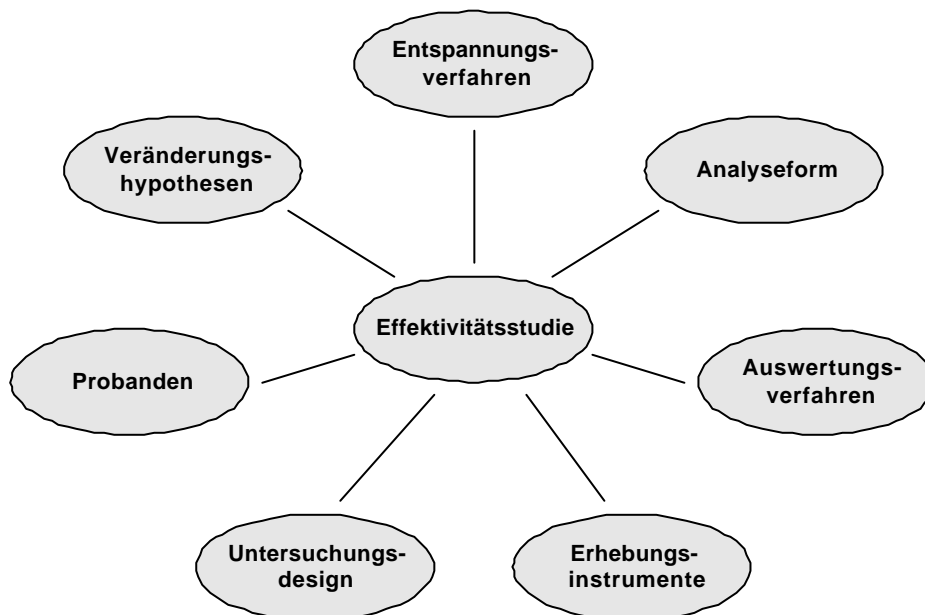 Entspannungs-
verfahren
Veränderungs-
hypothesen
Analyseform
Effektivitätsstudie
Probanden
Auswertungs-
verfahren
Untersuchungs-
design
Erhebungs-
instrumente